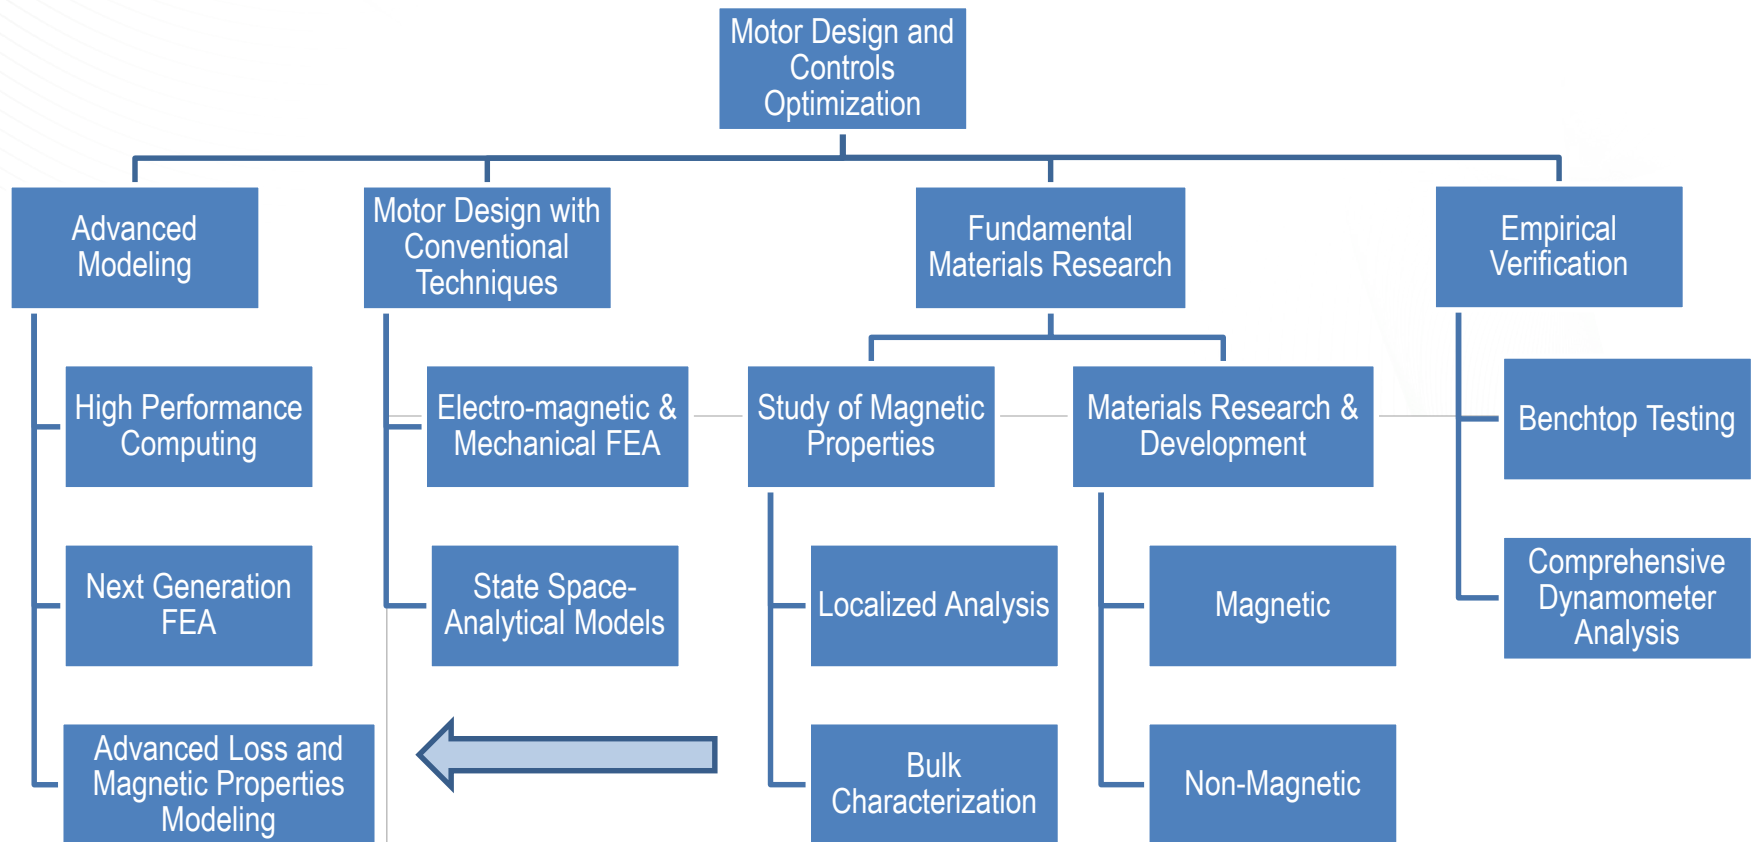 Motor Design and
Controls
Optimization
Advanced
Modeling
Motor Design with
Conventional
Techniques
Fundamental
Materials Research
Empirical
Verification
High Performance
Computing
Electro-magnetic &
Mechanical FEA
Study of Magnetic
Properties
Materials Research &
Development
Benchtop Testing
Next Generation
FEA
State Space-
Analytical Models
Localized Analysis
Magnetic
Comprehensive
Dynamometer
Analysis
Advanced Loss and
Magnetic Properties
Modeling
Bulk
Characterization
Non-Magnetic